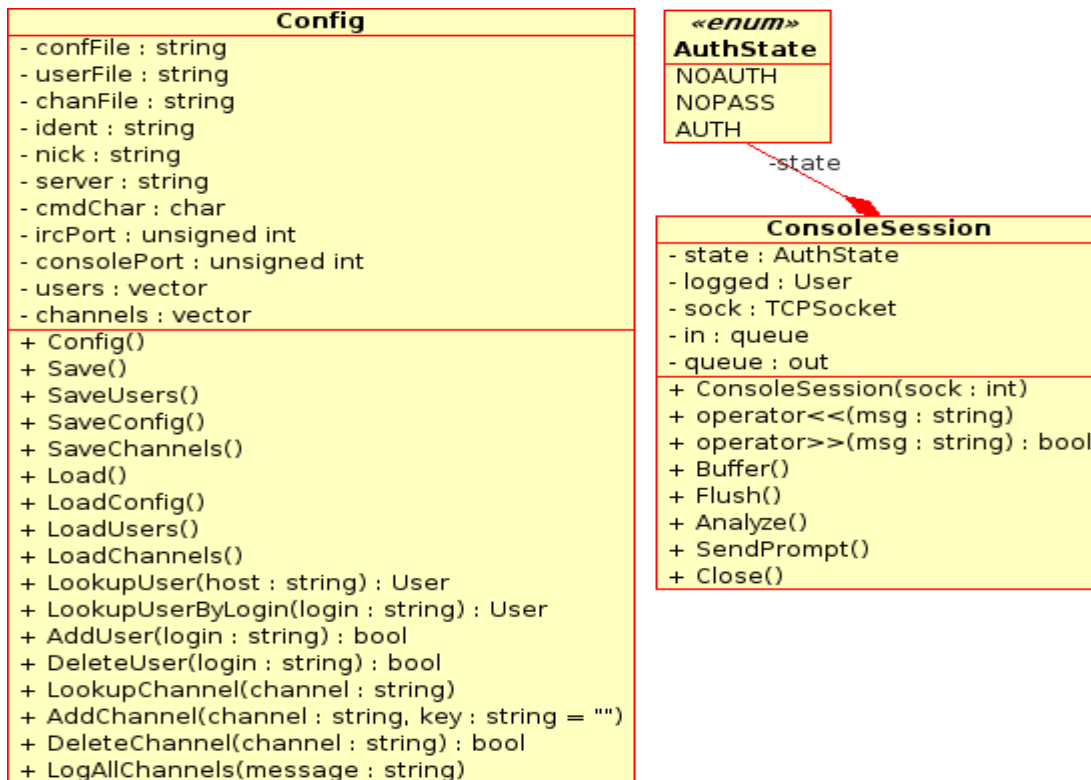 Config
- confFile : string
- userFile : string
- chanFile : string
- ident : string
- nick : string
- server : string
- cmdChar : char
- ircPort : unsigned int
- consolePort : unsigned int
- users : vector
- channels : vector
+ Config()
+ Save()
+ SaveUsers()
+ SaveConfig()
+ SaveChannels()
+ Load()
+ LoadConfig()
+ LoadUsers()
+ LoadChannels()
+ LookupUser(host : string) : User
+ LookupUserByLogin(login : string) : User
+ AddUser(login : string) : bool
+ DeleteUser(login : string) : bool
+ LookupChannel(channel : string)
+ AddChannel(channel : string, key : string = "")
+ DeleteChannel(channel : string) : bool
+ LogAllChannels(message : string)
«enum»
AuthState
NOAUTH
NOPASS
AUTH
-state
ConsoleSession
- state : AuthState
- logged : User
- sock : TCPSocket
- in : queue
- queue : out
+ ConsoleSession(sock : int)
+ operator<<(msg : string)
+ operator>>(msg : string) : bool
+ Buffer()
+ Flush()
+ Analyze()
+ SendPrompt()
+ Close()